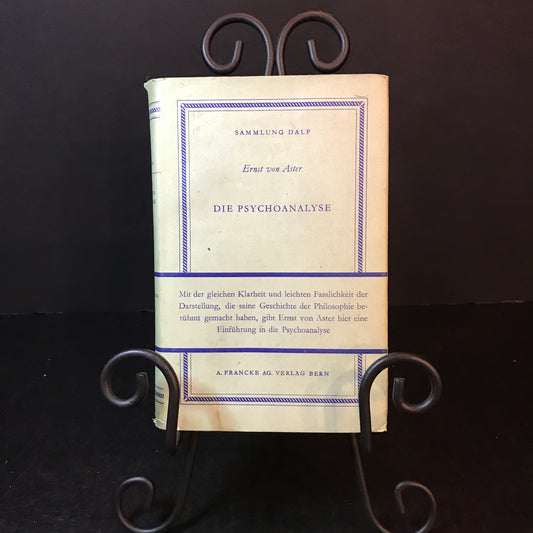 SAMMLUNG DALP
Ernst von Aster
DIE PSYCHOANALYSE
Mit der gleichen Klarheit und leichten Fasslichkeit der
Darstellung, die seine Geschichte der Philosophie be-
rühmt gemacht haben, gibt Ernst von Aster hier eine
Einführung in die Psychoanalyse
A. FRANCKE AG. VERLAG BERN